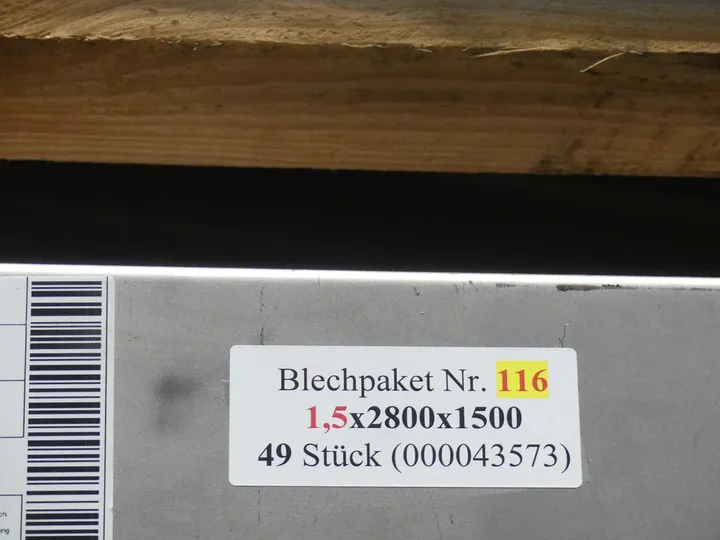 Blechpaket Nr. 116
1,5x2800x1500
49 Stück (000043573)